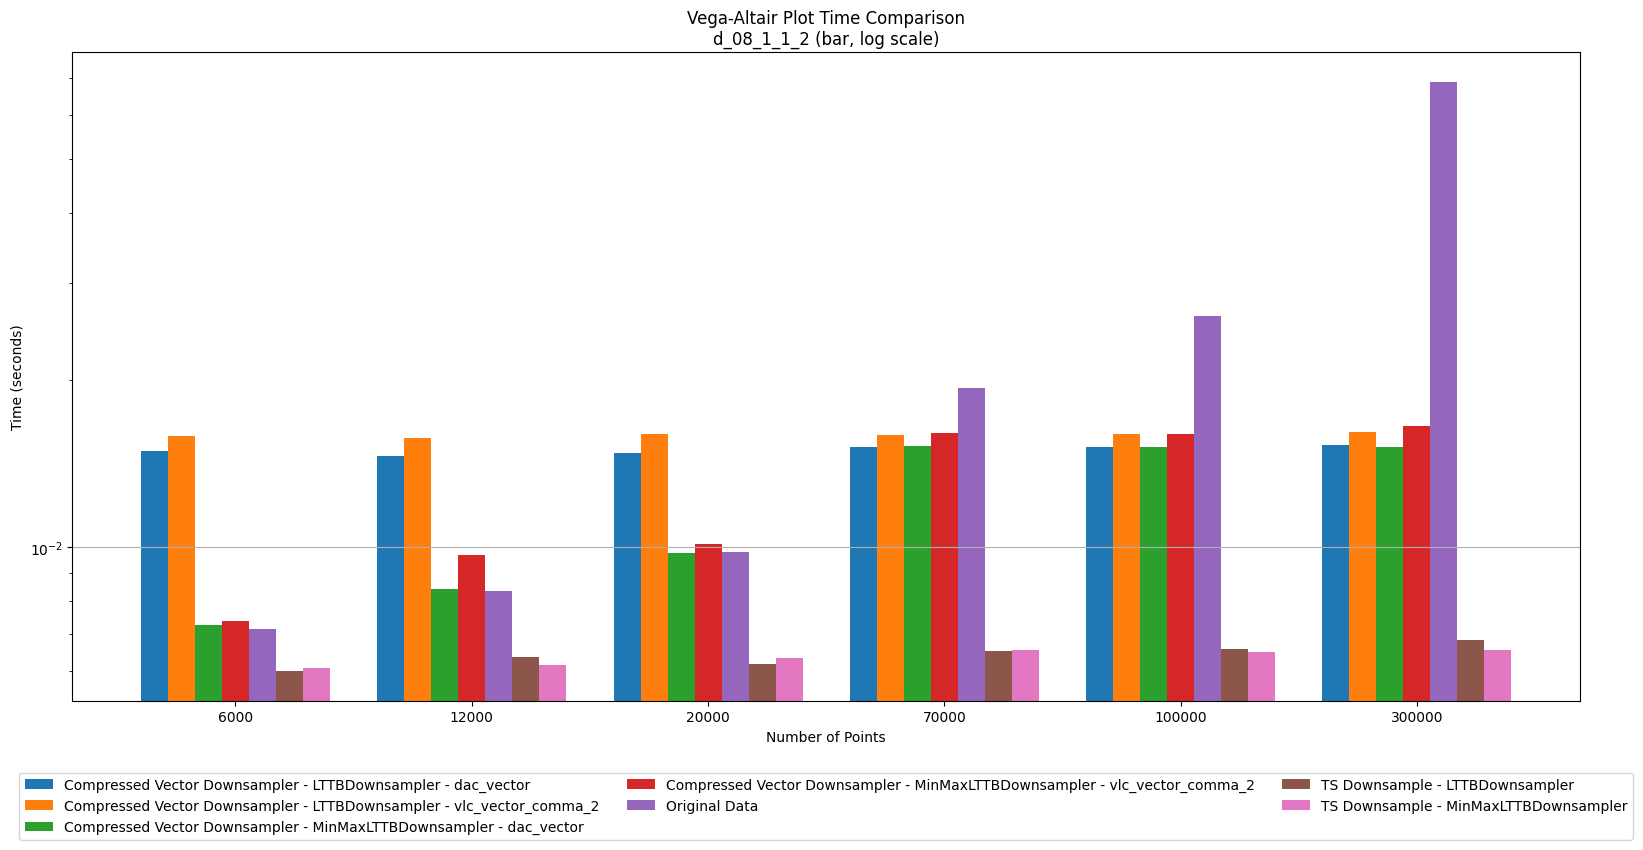 Vega-Altair Plot Time Comparison
d_08_1_1_2 (bar, log scale)
Time (seconds)
10⁻²
6000 12000 20000 70000 100000 300000
Number of Points
Compressed Vector Downsampler - LTTBDownsampler - dac_vector
Compressed Vector Downsampler - LTTBDownsampler - vlc_vector_comma_2
Compressed Vector Downsampler - MinMaxLTTBDownsampler - dac_vector
Compressed Vector Downsampler - MinMaxLTTBDownsampler - vlc_vector_comma_2
Original Data
TS Downsample - LTTBDownsampler
TS Downsample - MinMaxLTTBDownsampler